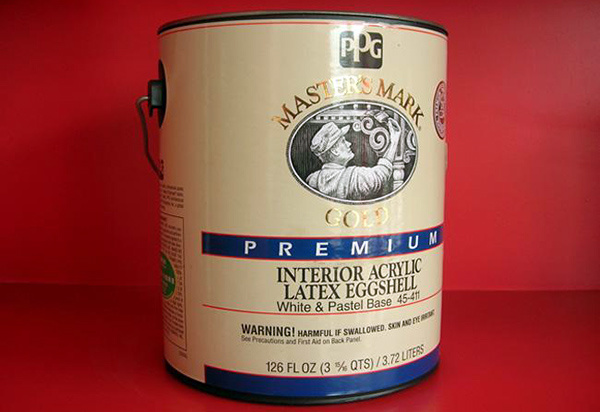 PPG
MASTER'S MARK
GOLD
PREMIUM
INTERIOR ACRYLIC
LATEX EGGSHELL
White & Pastel Base 45-411
WARNING! HARMFUL IF SWALLOWED. SKIN AND EYE IRRITANT.
See Precautions and First Aid on Back Panel.
126 FL OZ (3 15/16 QTS) / 3.72 LITERS